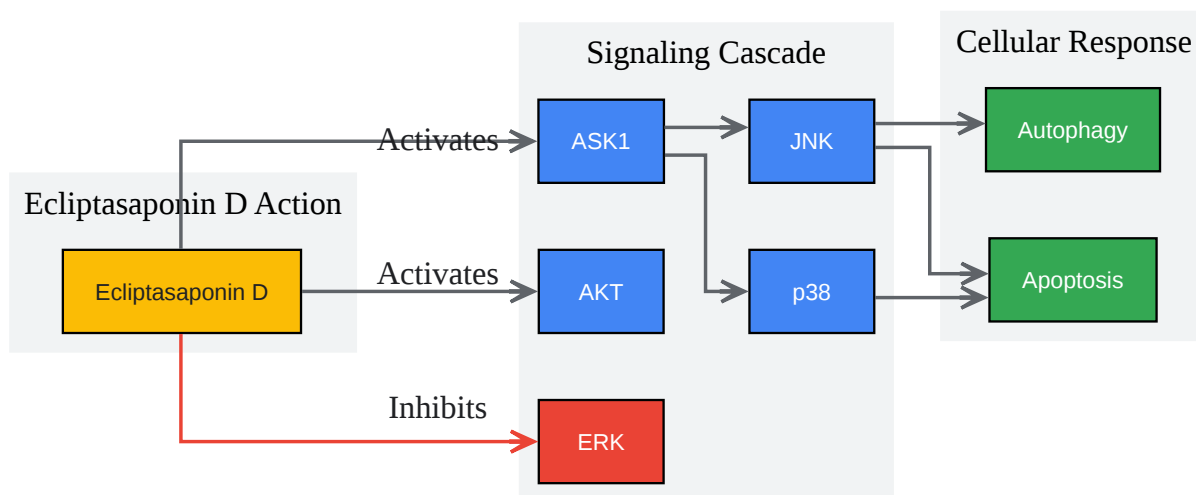 Cellular Response
Signaling Cascade
Activates
ASK1
JNK
Autophagy
Ecliptasaponin D Action
Ecliptasaponin D
Activates
AKT
p38
Apoptosis
Inhibits
ERK